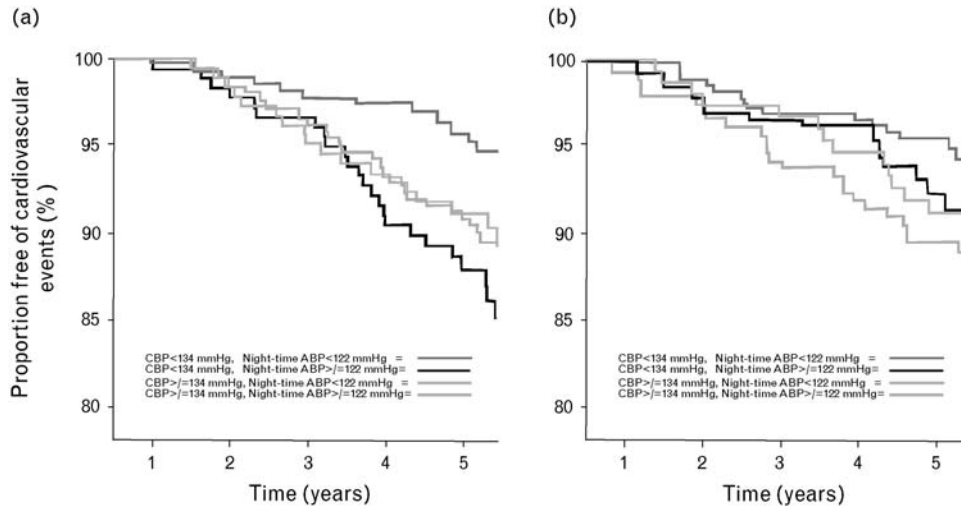 (a)
(b)
Proportion free of cardiovascular
events (%)
100
95
90
85
80
CBP<134 mmHg, Night-time ABP<122 mmHg =
CBP<134 mmHg, Night-time ABP>/=122 mmHg=
CBP>/=134 mmHg, Night-time ABP<122 mmHg =
CBP>/=134 mmHg, Night-time ABP>/=122 mmHg=
1 2 3 4 5
Time (years)
100
95
90
85
80
CBP<134 mmHg, Night-time ABP<122 mmHg =
CBP<134 mmHg, Night-time ABP>/=122 mmHg=
CBP>/=134 mmHg, Night-time ABP<122 mmHg =
CBP>/=134 mmHg, Night-time ABP>/=122 mmHg=
1 2 3 4 5
Time (years)